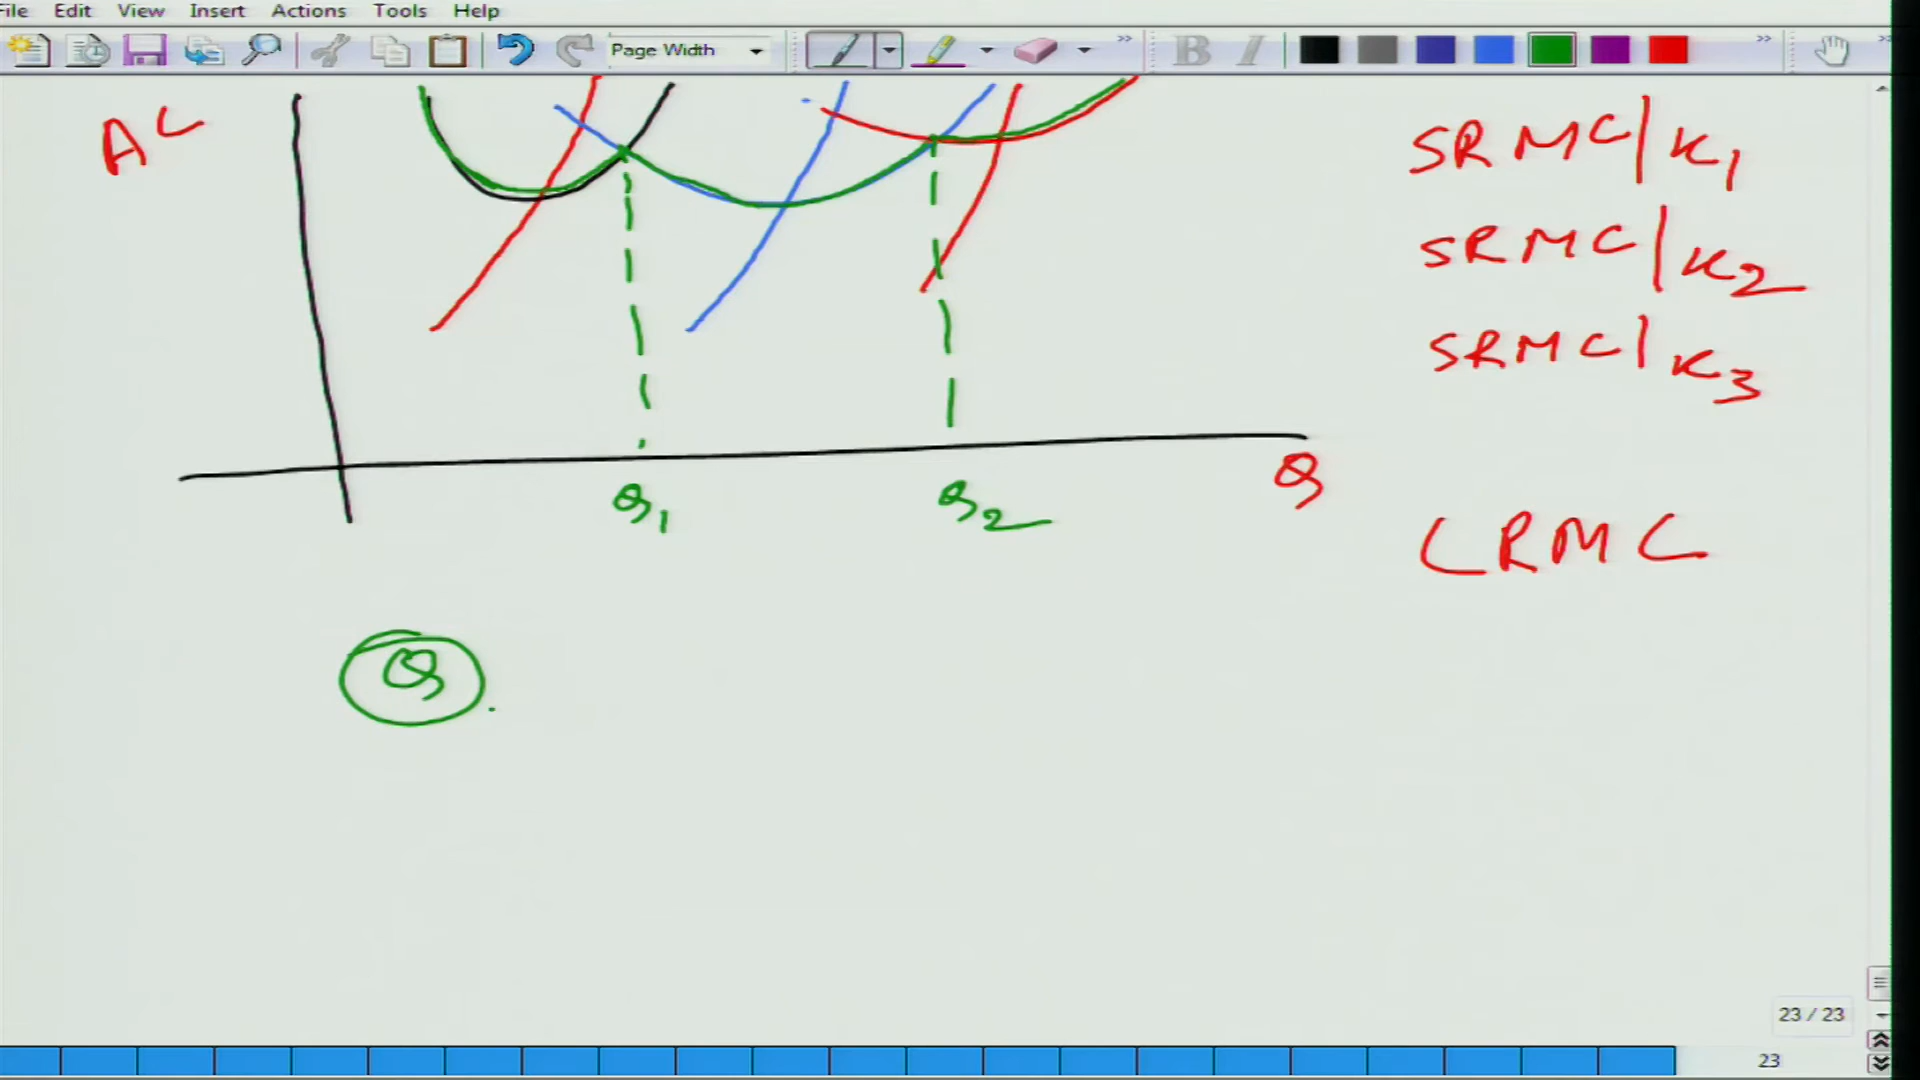 File Edit View Insert Actions Tools Help
Page Width
B I
AC
SRMC|K1
SRMC|K2
SRMC|K3
Q1 Q2 Q
LRMC
Q
23 / 23
23